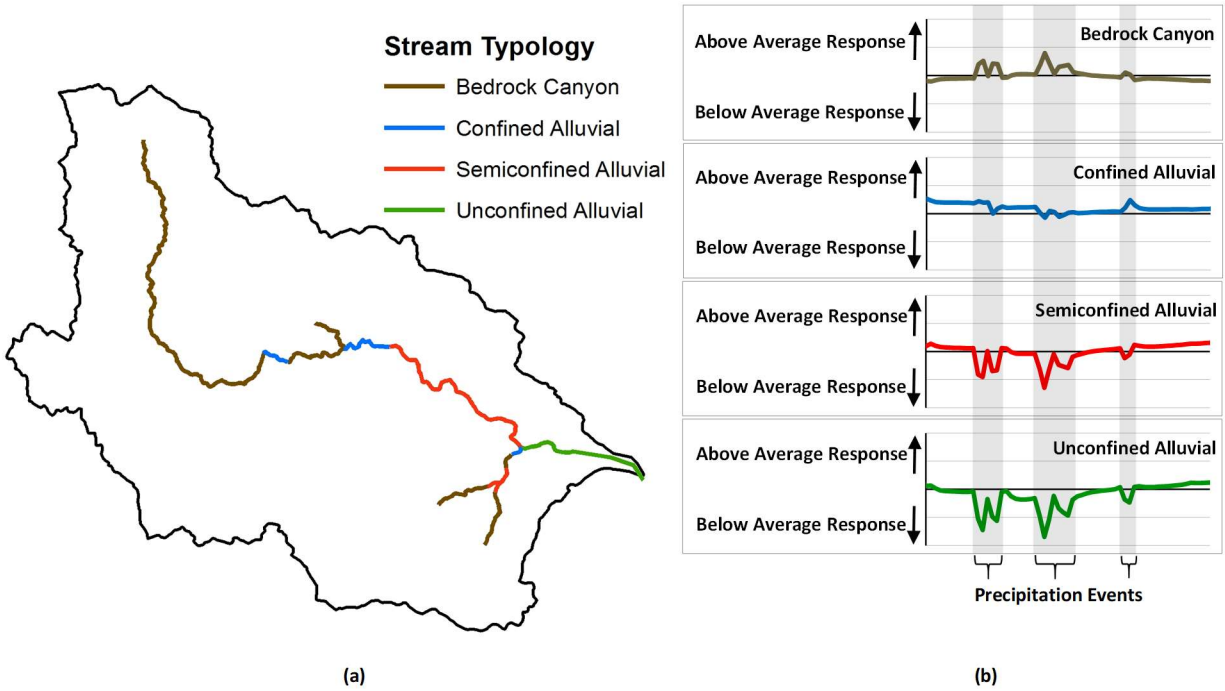 Stream Typology
Bedrock Canyon
Confined Alluvial
Semiconfined Alluvial
Unconfined Alluvial
(a)
Above Average Response
Bedrock Canyon
Below Average Response
Above Average Response
Confined Alluvial
Below Average Response
Above Average Response
Semiconfined Alluvial
Below Average Response
Above Average Response
Unconfined Alluvial
Below Average Response
Precipitation Events
(b)